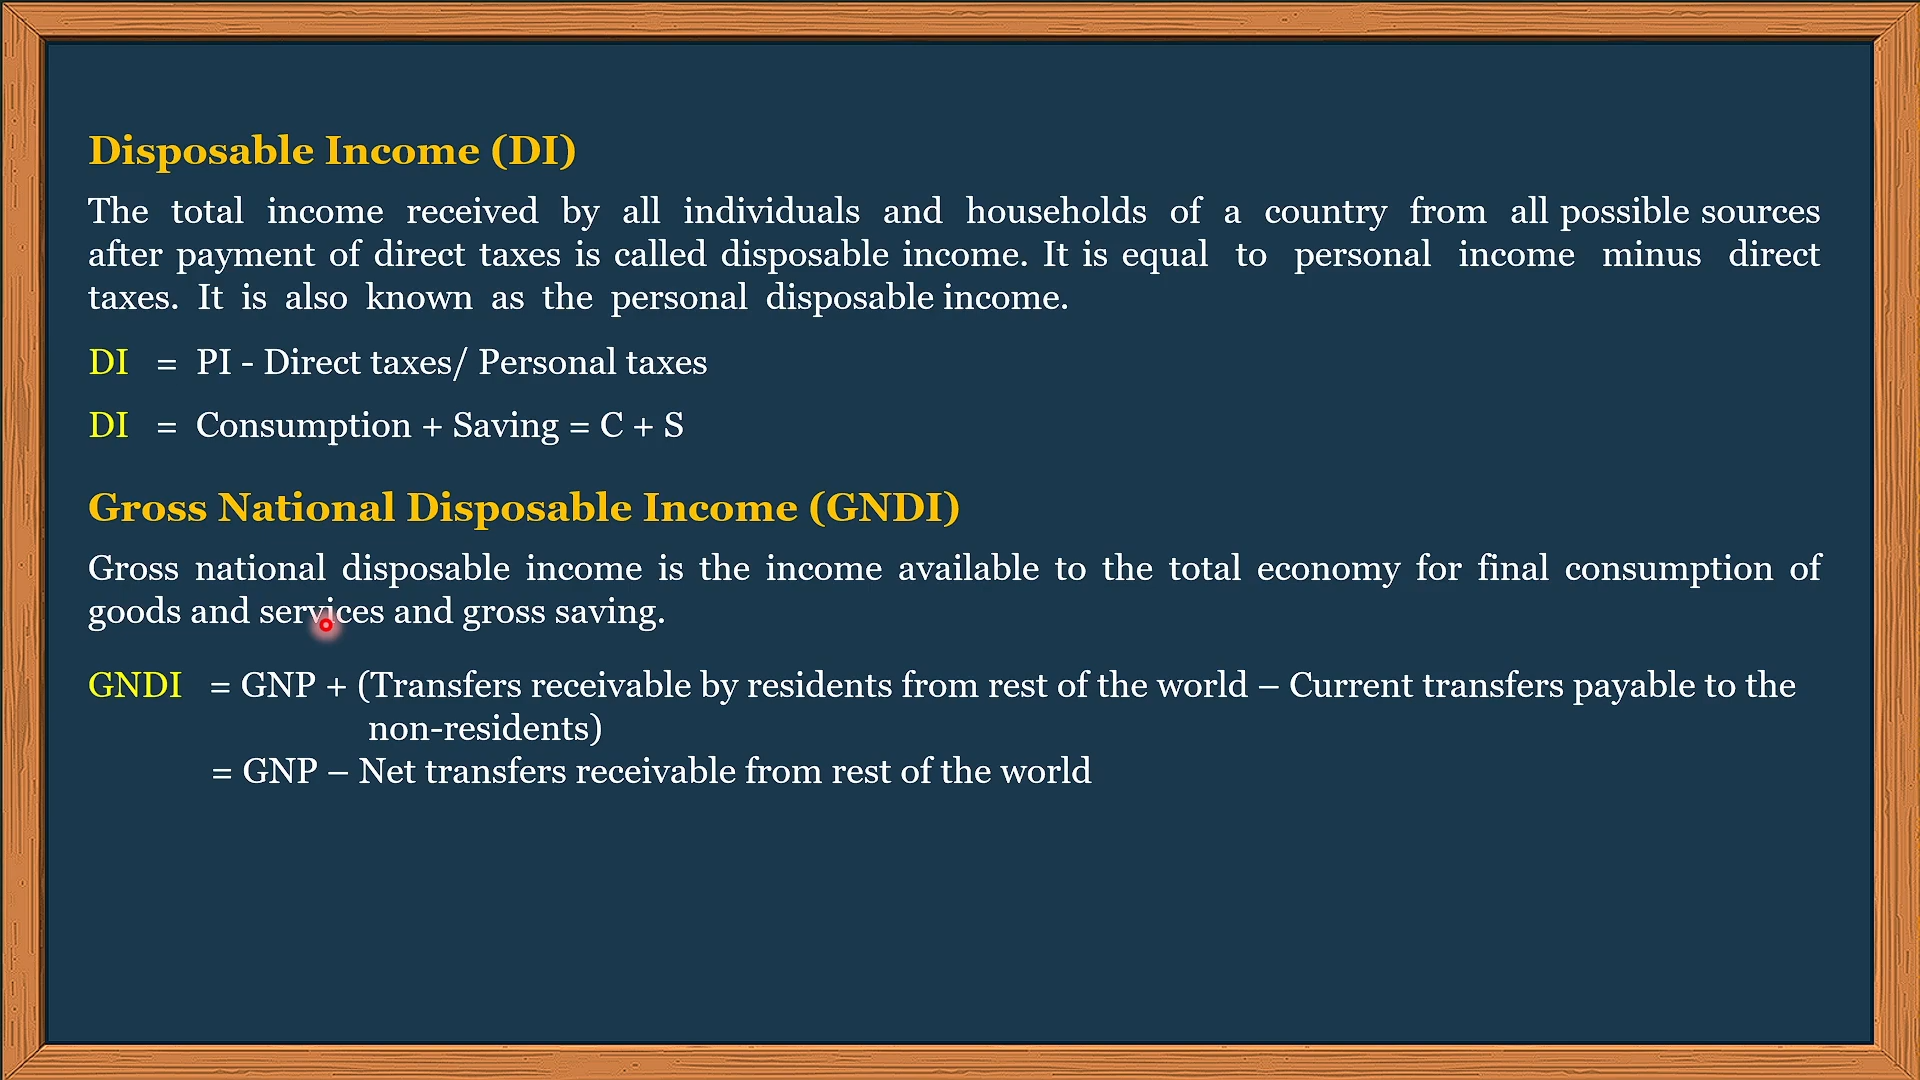 Disposable Income (DI)
The total income received by all individuals and households of a country from all possible sources
after payment of direct taxes is called disposable income. It is equal to personal income minus direct
taxes. It is also known as the personal disposable income.
DI = PI - Direct taxes/ Personal taxes
DI = Consumption + Saving = C + S
Gross National Disposable Income (GNDI)
Gross national disposable income is the income available to the total economy for final consumption of
goods and services and gross saving.
GNDI = GNP + (Transfers receivable by residents from rest of the world – Current transfers payable to the
non-residents)
= GNP – Net transfers receivable from rest of the world